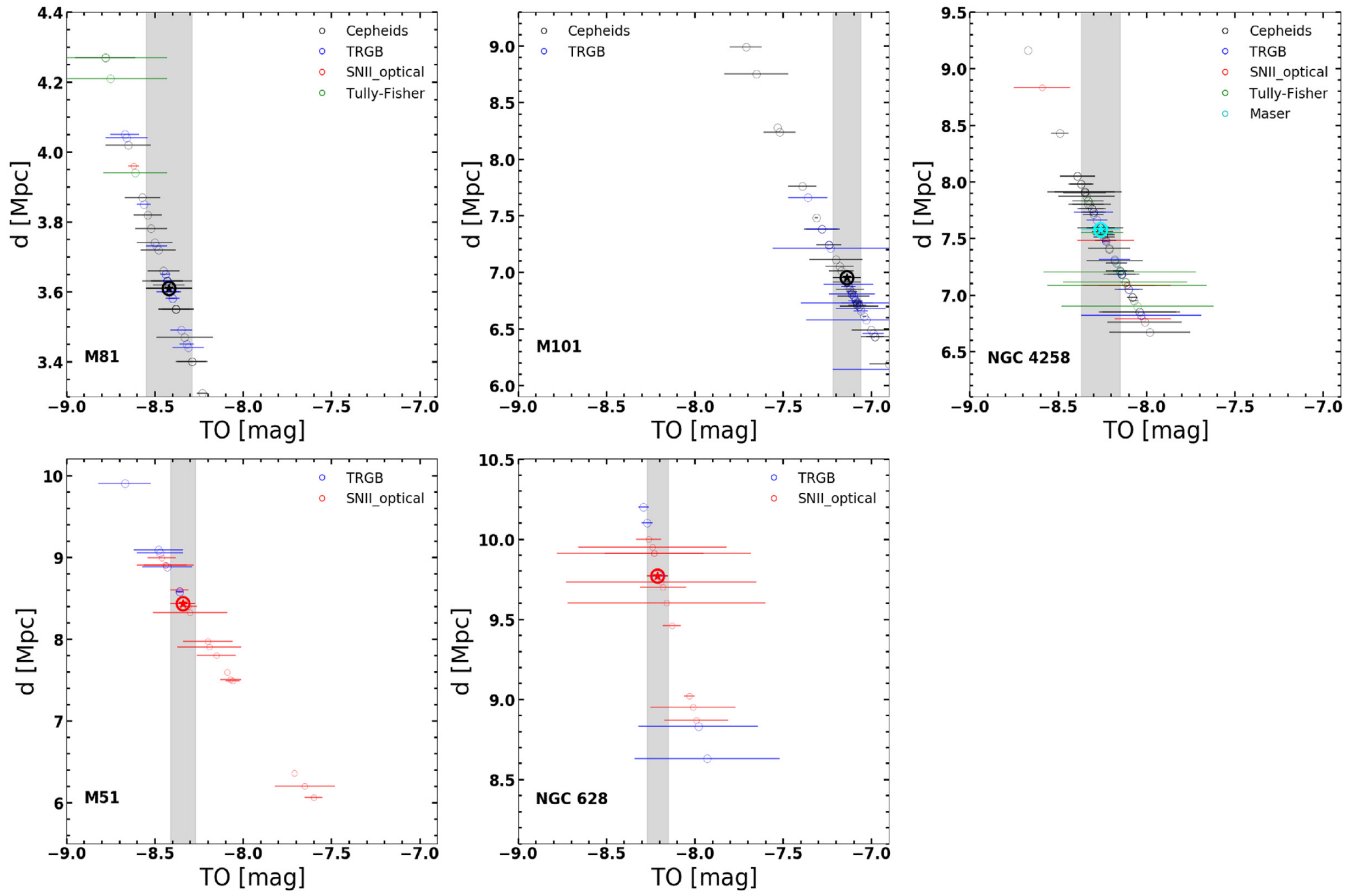 4.4
4.2
4.0
3.8
3.6
3.4
d [Mpc]
Cepheids
TRGB
SNII_optical
Tully-Fisher
M81
−9.0 −8.5 −8.0 −7.5 −7.0
TO [mag]
9.0
8.5
8.0
7.5
7.0
6.5
6.0
d [Mpc]
Cepheids
TRGB
M101
−9.0 −8.5 −8.0 −7.5 −7.0
TO [mag]
9.5
9.0
8.5
8.0
7.5
7.0
6.5
d [Mpc]
Cepheids
TRGB
SNII_optical
Tully-Fisher
Maser
NGC 4258
−9.0 −8.5 −8.0 −7.5 −7.0
TO [mag]
10
9
8
7
6
d [Mpc]
TRGB
SNII_optical
M51
−9.0 −8.5 −8.0 −7.5 −7.0
TO [mag]
10.5
10.0
9.5
9.0
8.5
d [Mpc]
TRGB
SNII_optical
NGC 628
−9.0 −8.5 −8.0 −7.5 −7.0
TO [mag]